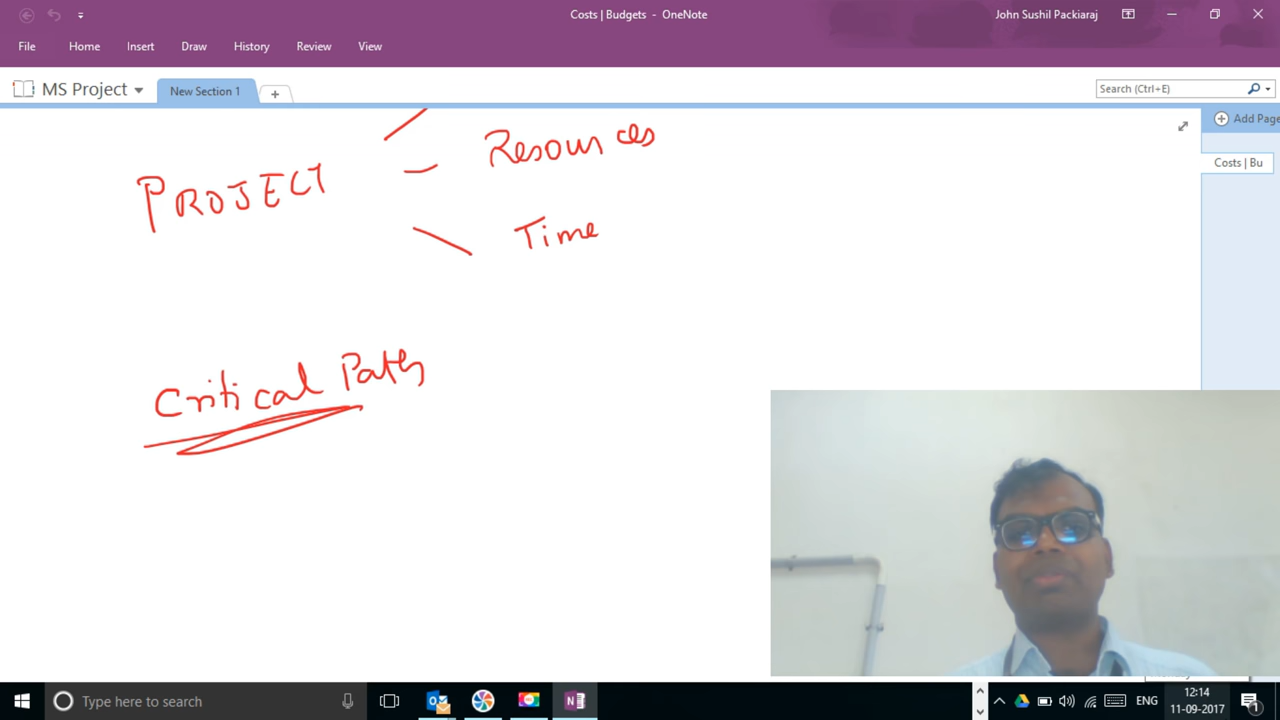 Costs | Budgets - OneNote
John Sushil Packiaraj
File Home Insert Draw History Review View
MS Project
New Section 1
+
Search (Ctrl+E)
Add Page
Costs | Bu
Resources
PROJECT
Time
Critical Path
Type here to search
ENG
12:14
11-09-2017
1